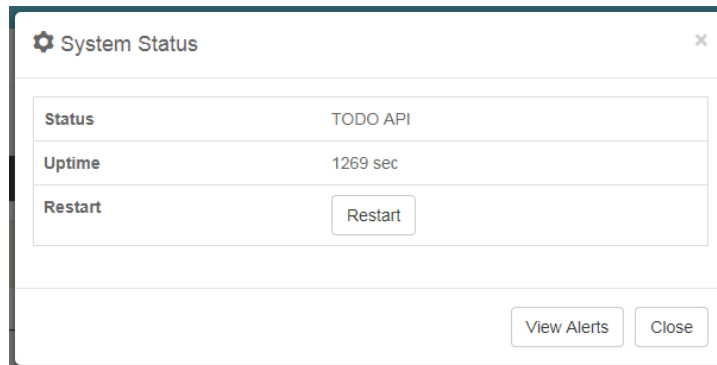 System Status ×
Status TODO API
Uptime 1269 sec
Restart Restart
View Alerts Close